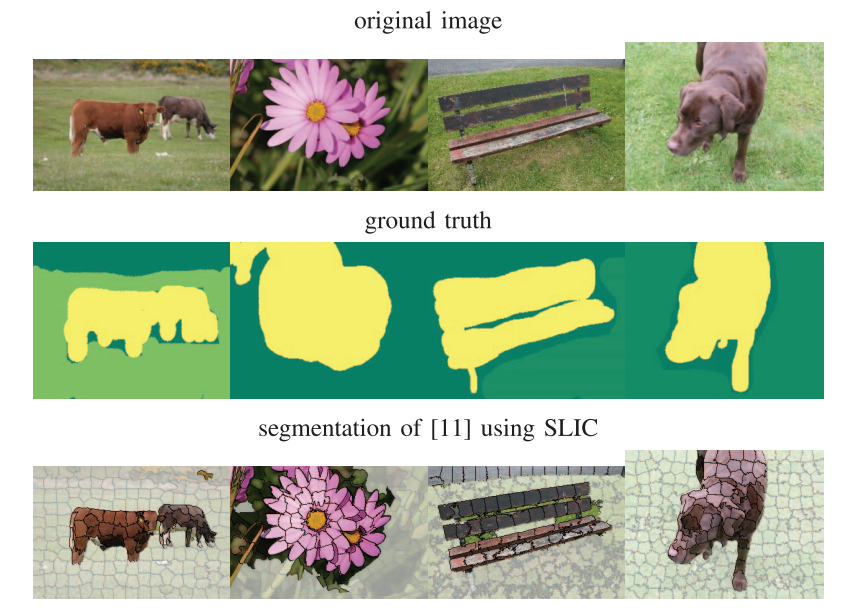 original image
ground truth
segmentation of [11] using SLIC